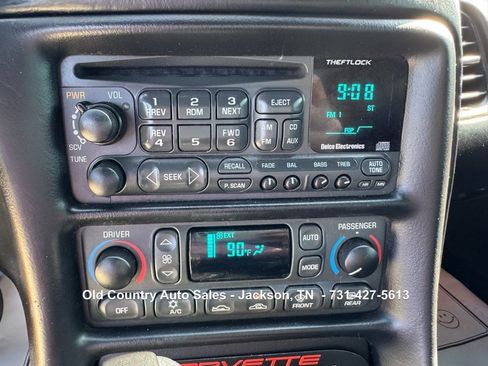 THEFTLOCK
PWR VOL
1 PREV 2 RDM 3 NEXT
EJECT
9:08
ST
FM 1
REV 4 5 FWD 6
AM FM
CD AUX
SCV
TUNE
Delco Electronics
SEEK
RECALL
P.SCAN
FADE BAL BASS TREB
AUTO TONE
DRIVER
EXT
90°F
AUTO
MODE
PASSENGER
Old Country Auto Sales - Jackson, TN - 731-427-5613
OFF
A/C
FRONT
REAR
CORVETTE